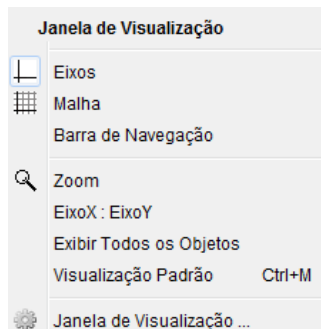 Janela de Visualização
Eixos
Malha
Barra de Navegação
Zoom
EixoX : EixoY
Exibir Todos os Objetos
Visualização Padrão Ctrl+M
Janela de Visualização ...